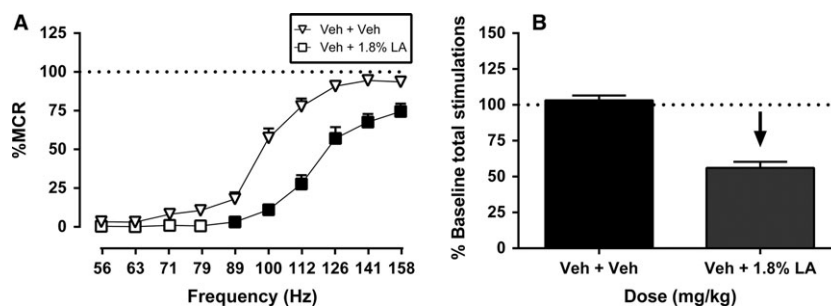 A
Veh + Veh
Veh + 1.8% LA
%MCR
125
100
75
50
25
0
56 63 71 79 89 100 112 126 141 158
Frequency (Hz)
B
% Baseline total stimulations
150
125
100
75
50
25
0
Veh + Veh Veh + 1.8% LA
Dose (mg/kg)